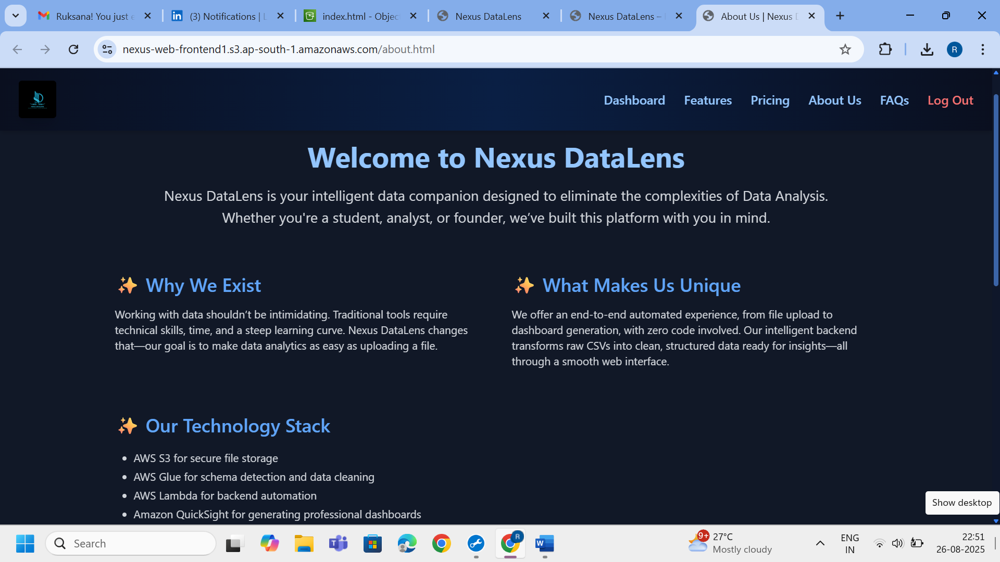 Ruksana! You just e
(3) Notifications | L
index.html - Objec
Nexus DataLens
Nexus DataLens –
About Us | Nexus D
nexus-web-frontend1.s3.ap-south-1.amazonaws.com/about.html
R
Dashboard
Features
Pricing
About Us
FAQs
Log Out
Welcome to Nexus DataLens
Nexus DataLens is your intelligent data companion designed to eliminate the complexities of Data Analysis.
Whether you're a student, analyst, or founder, we’ve built this platform with you in mind.
✨ Why We Exist
Working with data shouldn’t be intimidating. Traditional tools require
technical skills, time, and a steep learning curve. Nexus DataLens changes
that—our goal is to make data analytics as easy as uploading a file.
✨ What Makes Us Unique
We offer an end-to-end automated experience, from file upload to
dashboard generation, with zero code involved. Our intelligent backend
transforms raw CSVs into clean, structured data ready for insights—all
through a smooth web interface.
✨ Our Technology Stack
• AWS S3 for secure file storage
• AWS Glue for schema detection and data cleaning
• AWS Lambda for backend automation
• Amazon QuickSight for generating professional dashboards
Show desktop
Search
9+
27°C
Mostly cloudy
ENG
IN
22:51
26-08-2025